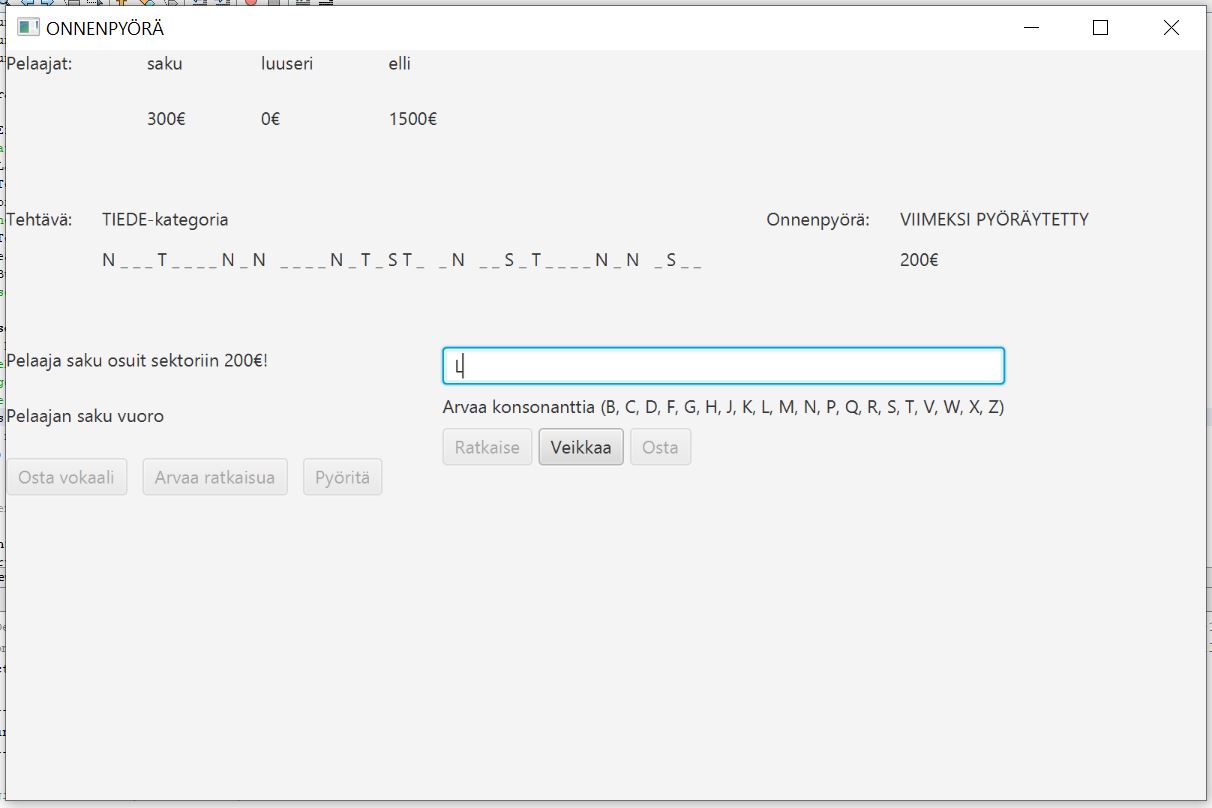 ONNENPYÖRÄ
Pelaajat: saku luuseri elli
300€ 0€ 1500€
Tehtävä: TIEDE-kategoria Onnenpyörä: VIIMEKSI PYÖRÄYTETTY
N _ _ _ T _ _ _ _ N _ N _ _ _ _ N _ T _ S T _ _ N _ _ S _ T _ _ _ _ N _ N _ S _ _ 200€
Pelaaja saku osuit sektoriin 200€!
L
Arvaa konsonanttia (B, C, D, F, G, H, J, K, L, M, N, P, Q, R, S, T, V, W, X, Z)
Pelaajan saku vuoro
Ratkaise Veikkaa Osta
Osta vokaali Arvaa ratkaisua Pyöritä